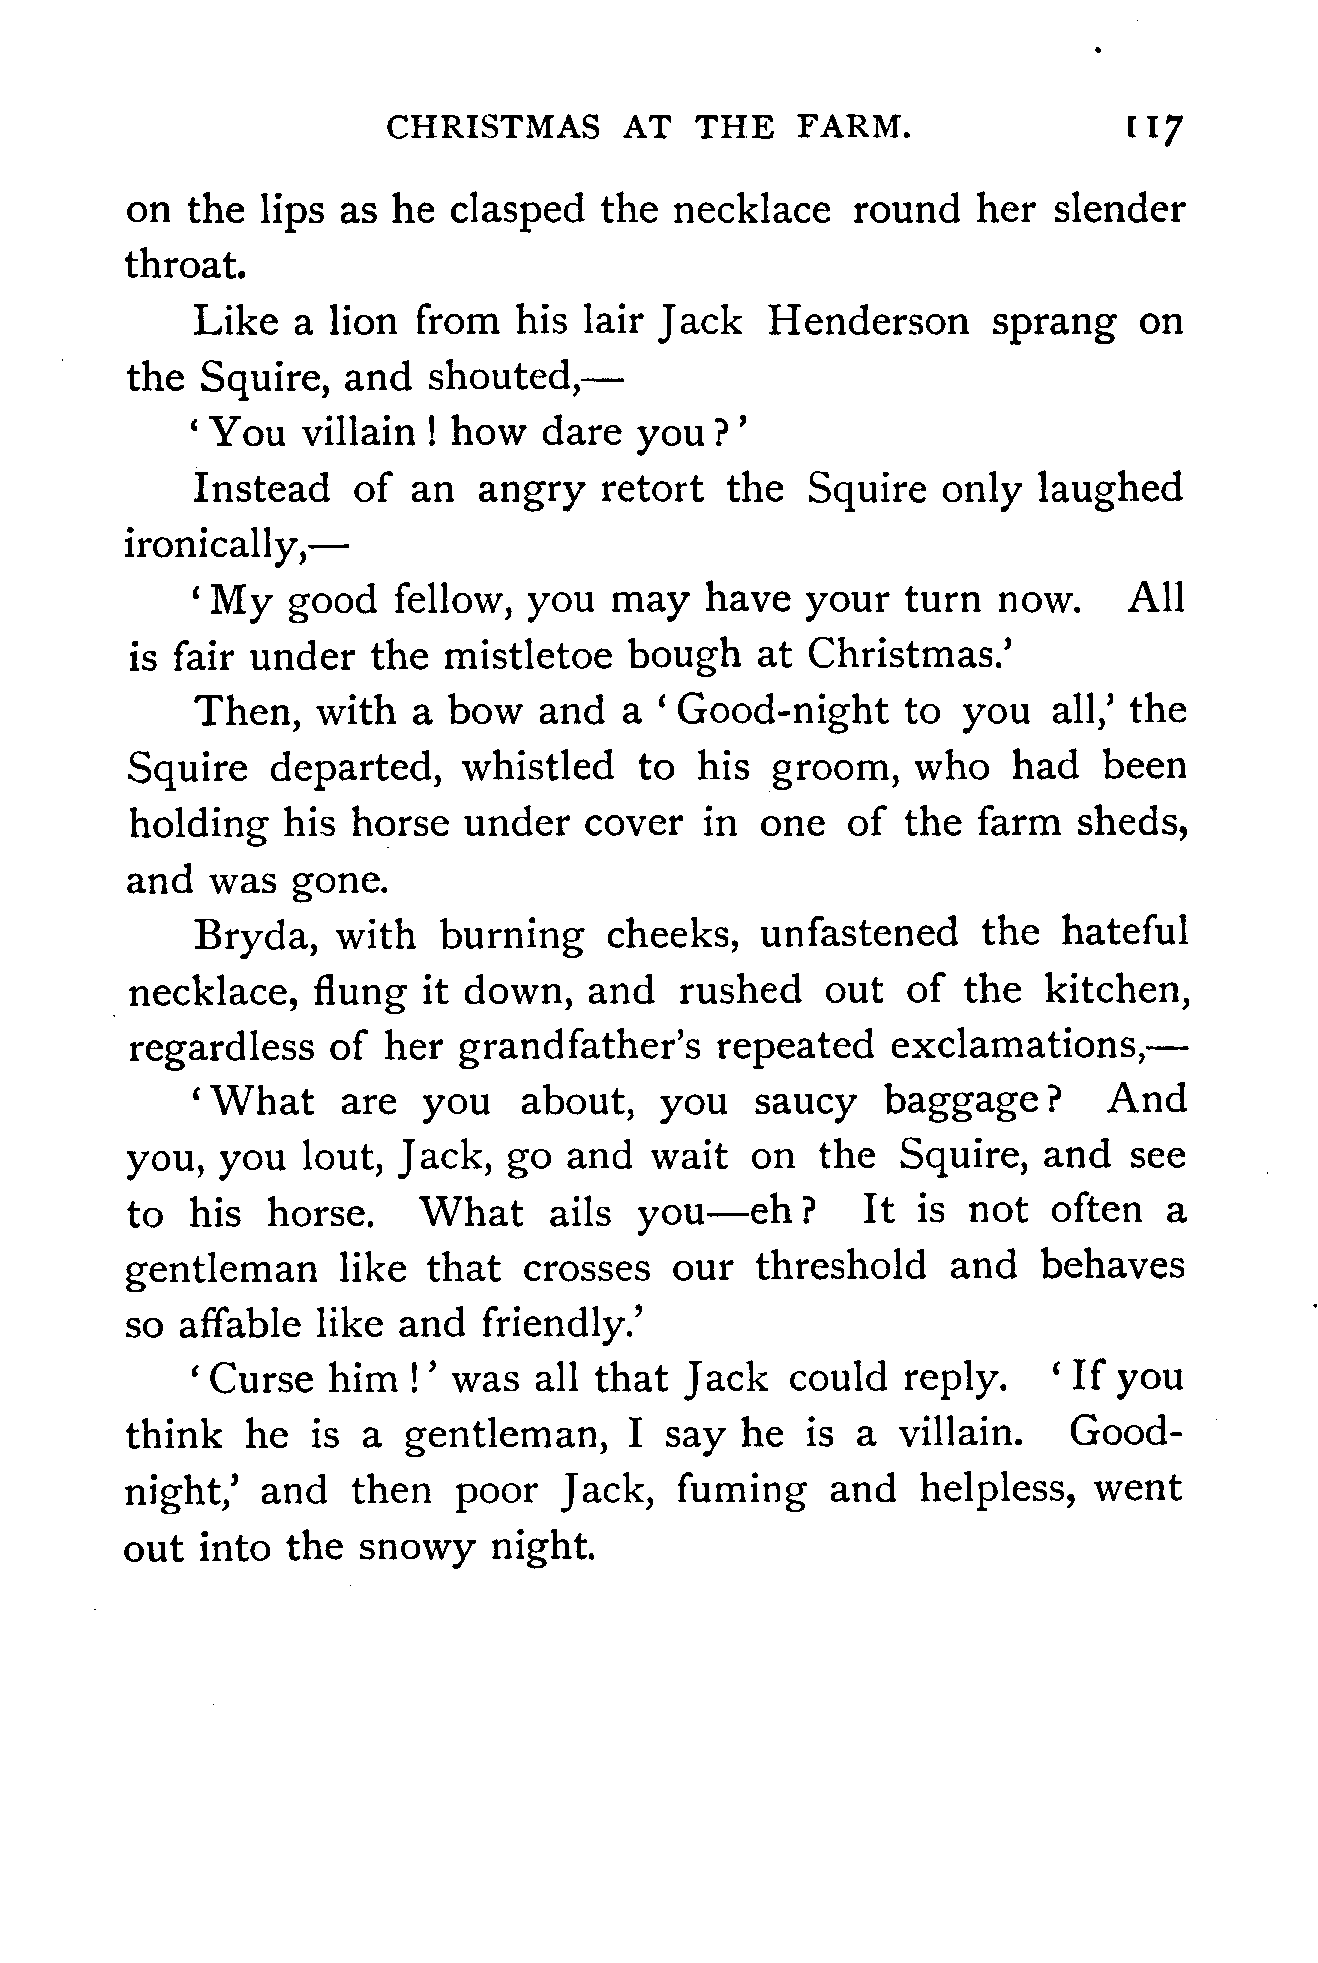 CHRISTMAS AT THE FARM. 117
on the lips as he clasped the necklace round her slender
throat.
Like a lion from his lair Jack Henderson sprang on
the Squire, and shouted,—
‘ You villain ! how dare you ? ’
Instead of an angry retort the Squire only laughed
ironically,—
‘ My good fellow, you may have your turn now. All
is fair under the mistletoe bough at Christmas.’
Then, with a bow and a ‘ Good-night to you all,’ the
Squire departed, whistled to his groom, who had been
holding his horse under cover in one of the farm sheds,
and was gone.
Bryda, with burning cheeks, unfastened the hateful
necklace, flung it down, and rushed out of the kitchen,
regardless of her grandfather’s repeated exclamations,—
‘ What are you about, you saucy baggage ? And
you, you lout, Jack, go and wait on the Squire, and see
to his horse. What ails you—eh ? It is not often a
gentleman like that crosses our threshold and behaves
so affable like and friendly.’
‘ Curse him ! ’ was all that Jack could reply. ‘ If you
think he is a gentleman, I say he is a villain. Good-
night,’ and then poor Jack, fuming and helpless, went
out into the snowy night.